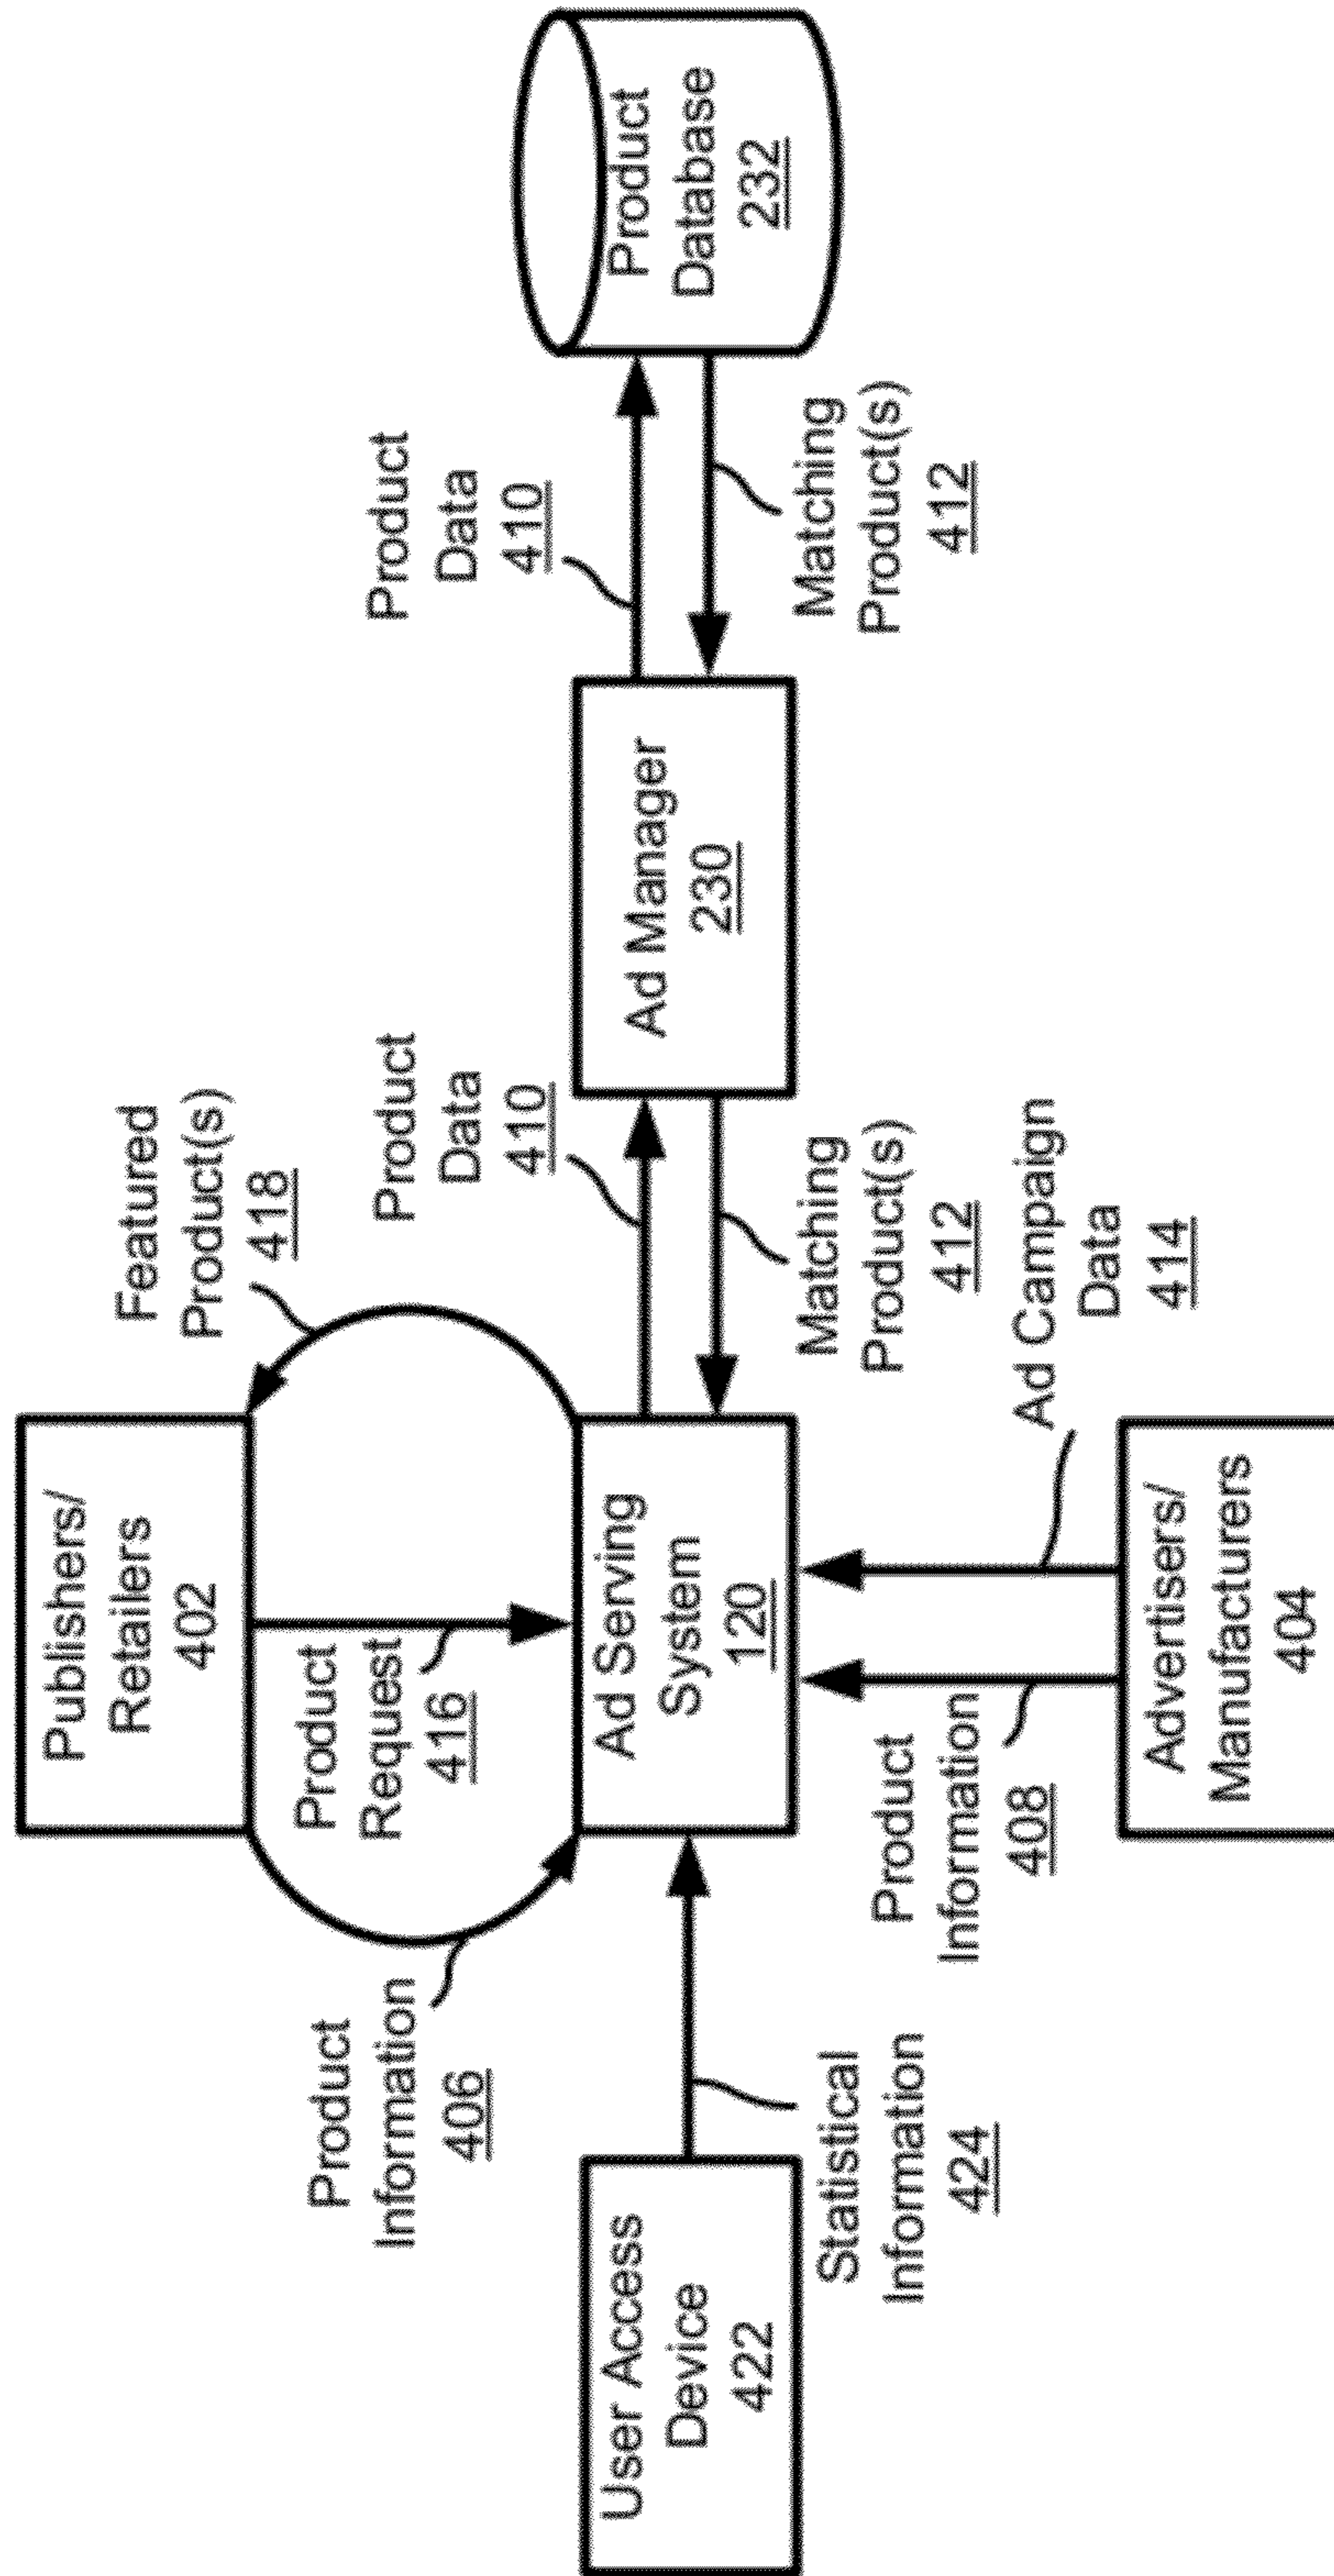 Publishers/
Retailers
402
Featured
Product(s)
418
Product
Request
416
Product
Information
406
User Access
Device
422
Statistical
Information
424
Ad Serving
System
120
Product
Data
410
Matching
Product(s)
412
Ad Manager
230
Product
Data
410
Matching
Product(s)
412
Product
Database
232
Product
Information
408
Ad Campaign
Data
414
Advertisers/
Manufacturers
404